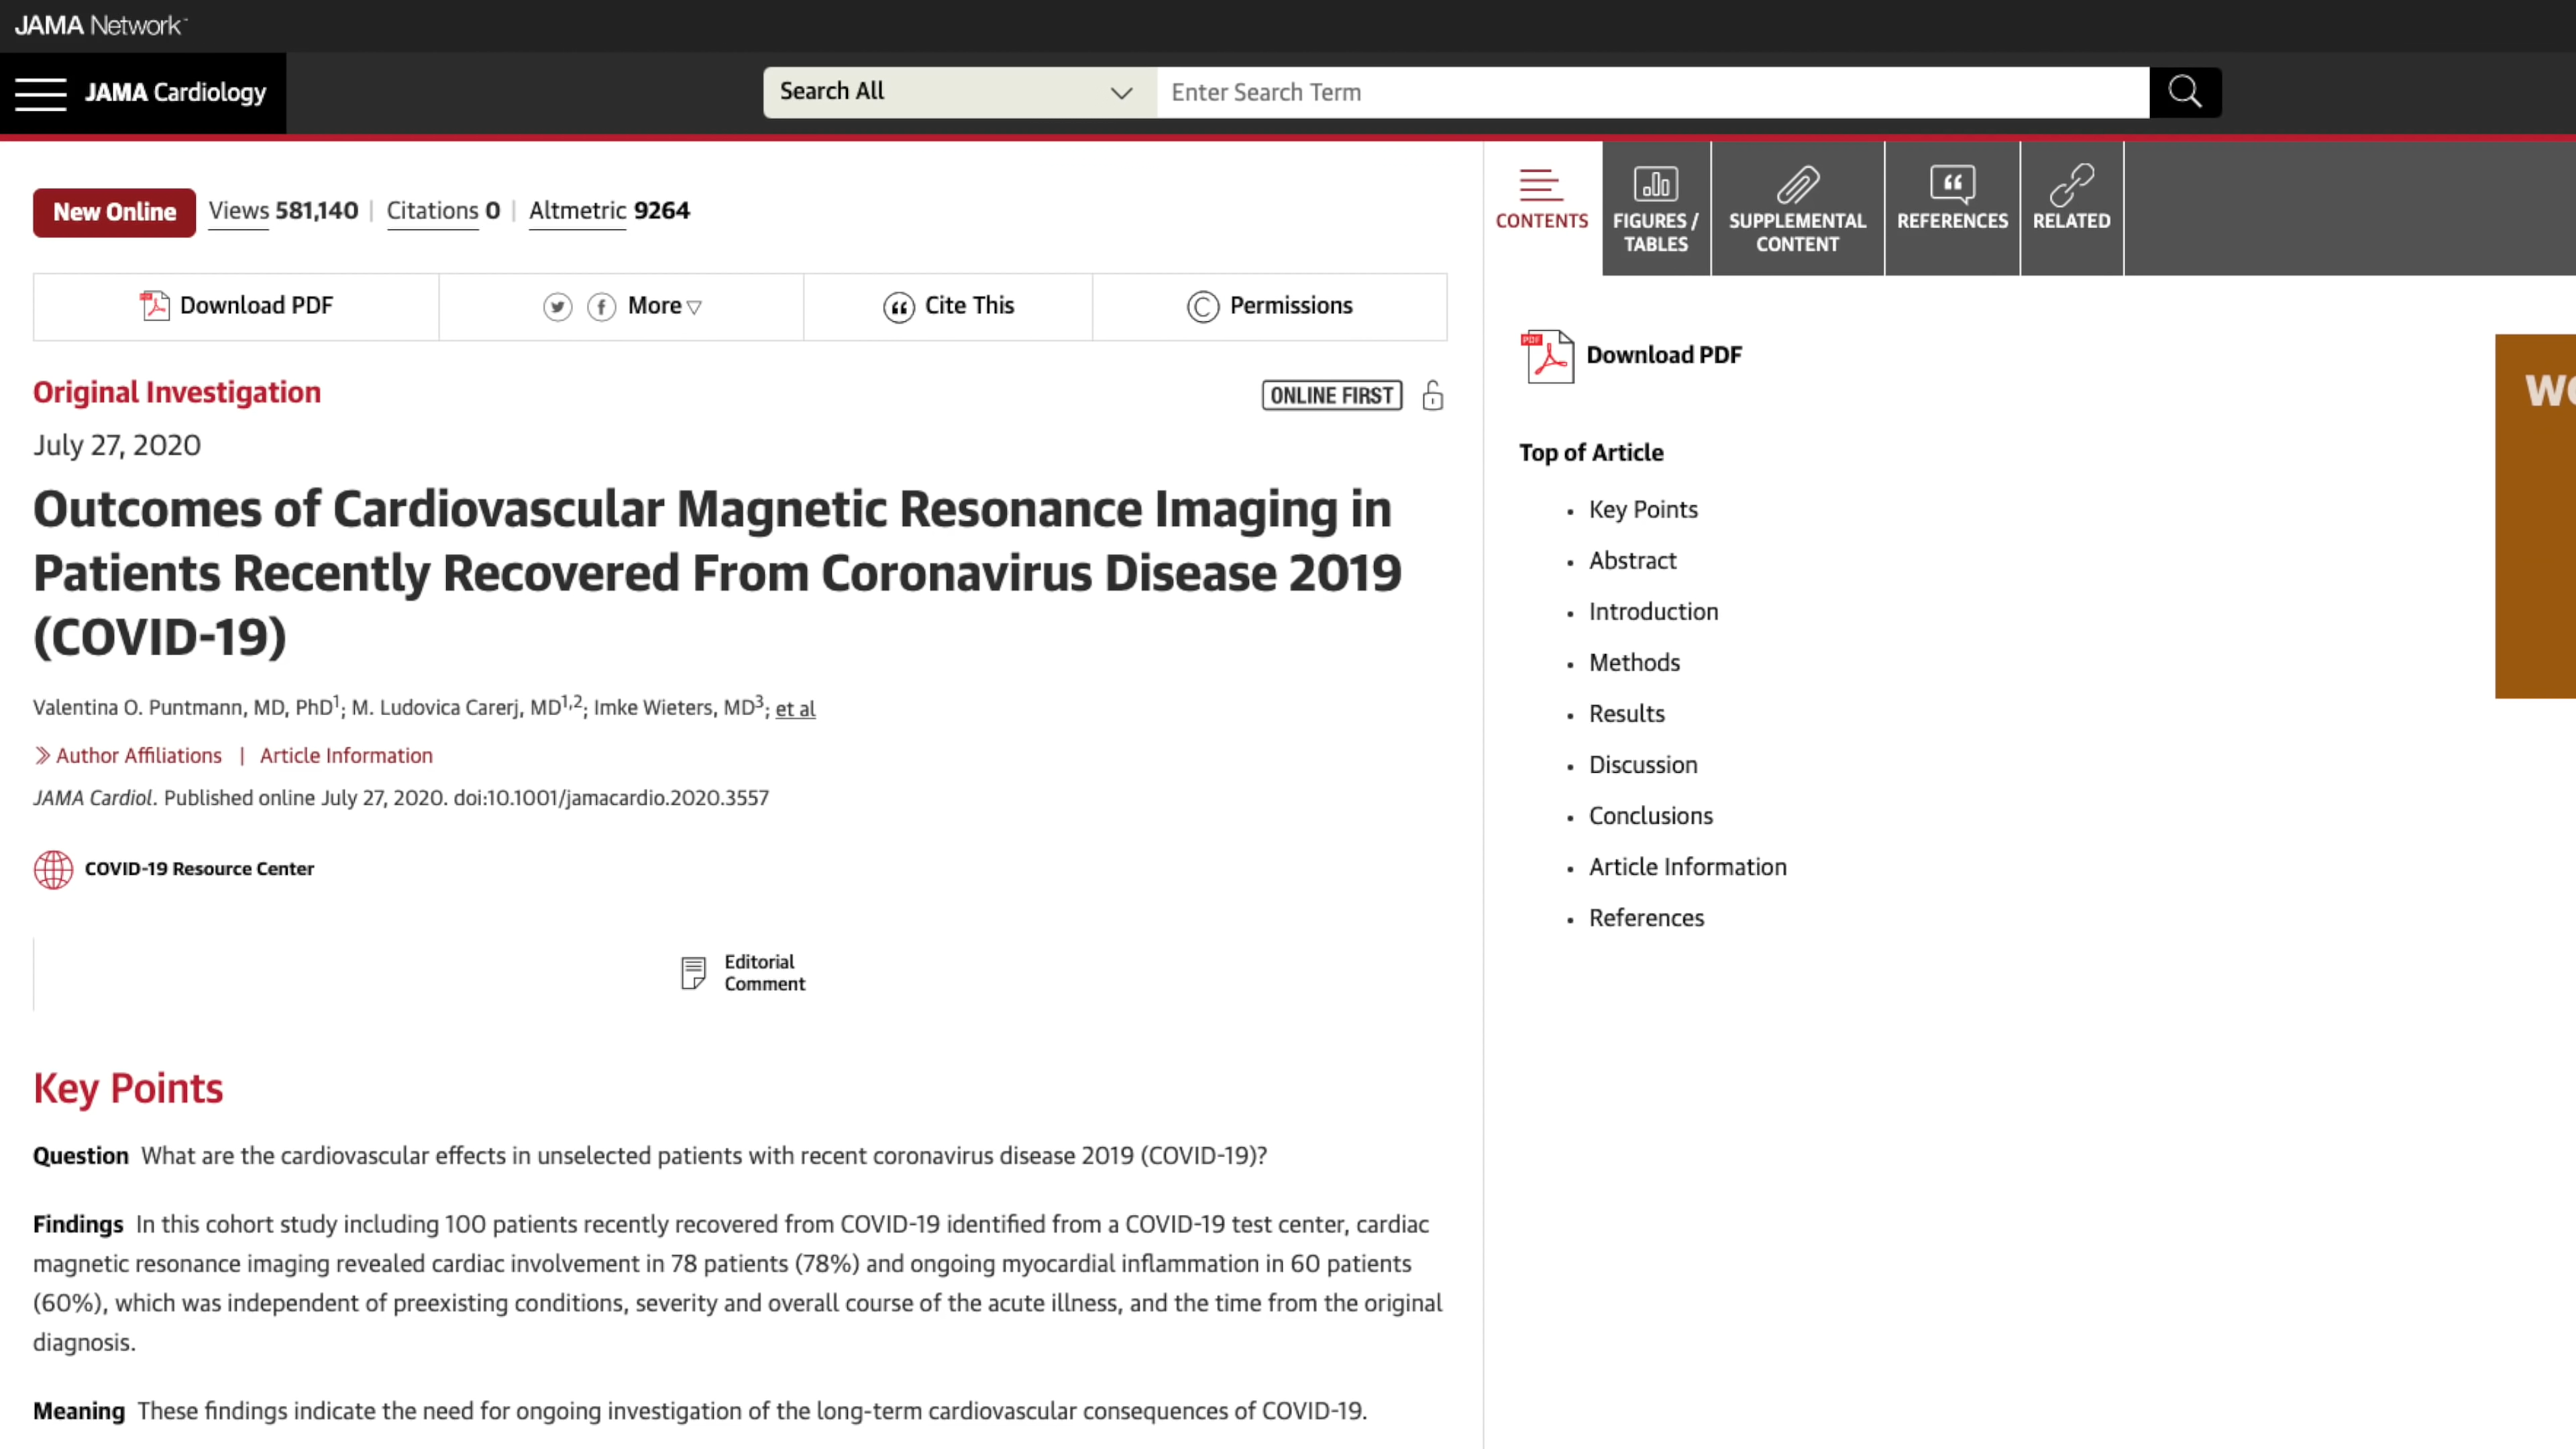 JAMA Network™
JAMA Cardiology
Search All
Enter Search Term
New Online Views 581,140 | Citations 0 | Altmetric 9264
CONTENTS
FIGURES / TABLES
SUPPLEMENTAL CONTENT
REFERENCES
RELATED
Download PDF
More
Cite This
Permissions
Original Investigation
ONLINE FIRST
July 27, 2020
Outcomes of Cardiovascular Magnetic Resonance Imaging in
Patients Recently Recovered From Coronavirus Disease 2019
(COVID-19)
Valentina O. Puntmann, MD, PhD1; M. Ludovica Carerj, MD1,2; Imke Wieters, MD3; et al
Author Affiliations | Article Information
JAMA Cardiol. Published online July 27, 2020. doi:10.1001/jamacardio.2020.3557
COVID-19 Resource Center
Editorial
Comment
Key Points
Question What are the cardiovascular effects in unselected patients with recent coronavirus disease 2019 (COVID-19)?
Findings In this cohort study including 100 patients recently recovered from COVID-19 identified from a COVID-19 test center, cardiac
magnetic resonance imaging revealed cardiac involvement in 78 patients (78%) and ongoing myocardial inflammation in 60 patients
(60%), which was independent of preexisting conditions, severity and overall course of the acute illness, and the time from the original
diagnosis.
Meaning These findings indicate the need for ongoing investigation of the long-term cardiovascular consequences of COVID-19.
PDF
Download PDF
Top of Article
• Key Points
• Abstract
• Introduction
• Methods
• Results
• Discussion
• Conclusions
• Article Information
• References